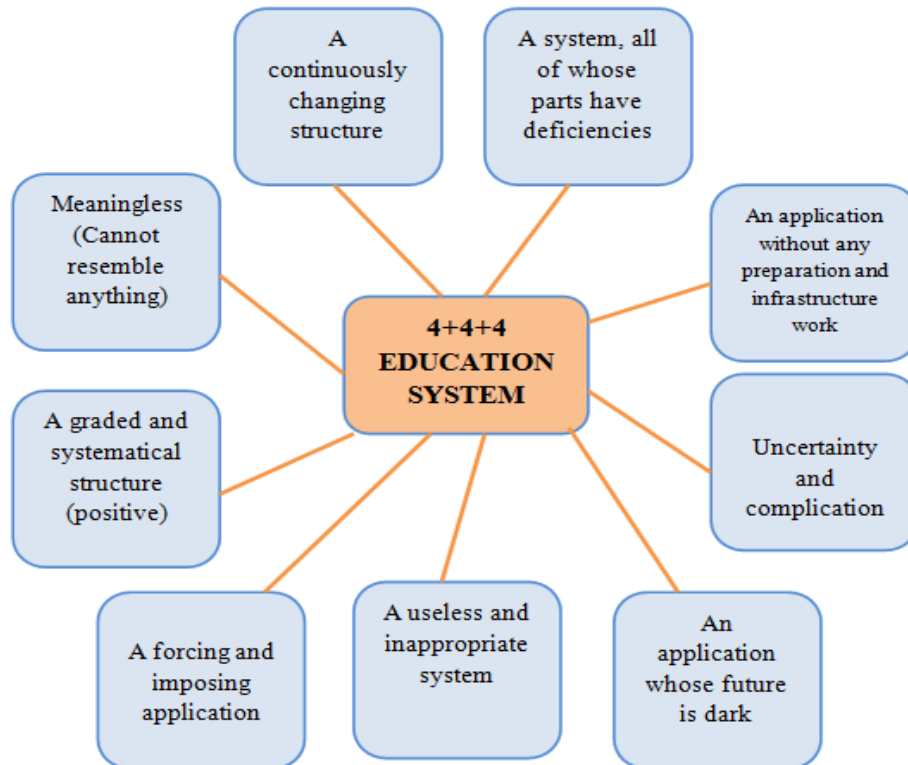 A
continuously
changing
structure
A system, all
of whose
parts have
deficiencies
Meaningless
(Cannot
resemble
anything)
An application
without any
preparation and
infrastructure
work
4+4+4
EDUCATION
SYSTEM
A graded and
systematical
structure
(positive)
Uncertainty
and
complication
A forcing and
imposing
application
A useless and
inappropriate
system
An
application
whose future
is dark